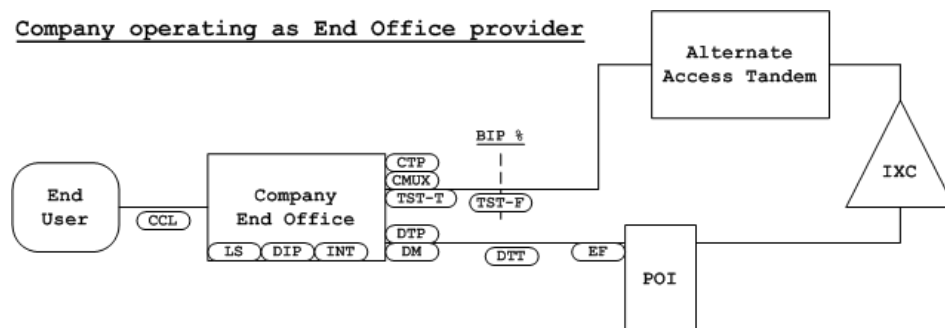 Company operating as End Office provider
Alternate
Access Tandem
BIP %
CTP
CMUX
TST-T
TST-F
IXC
End
User
CCL
Company
End Office
LS
DIP
INT
DTP
DM
DTT
EF
POI